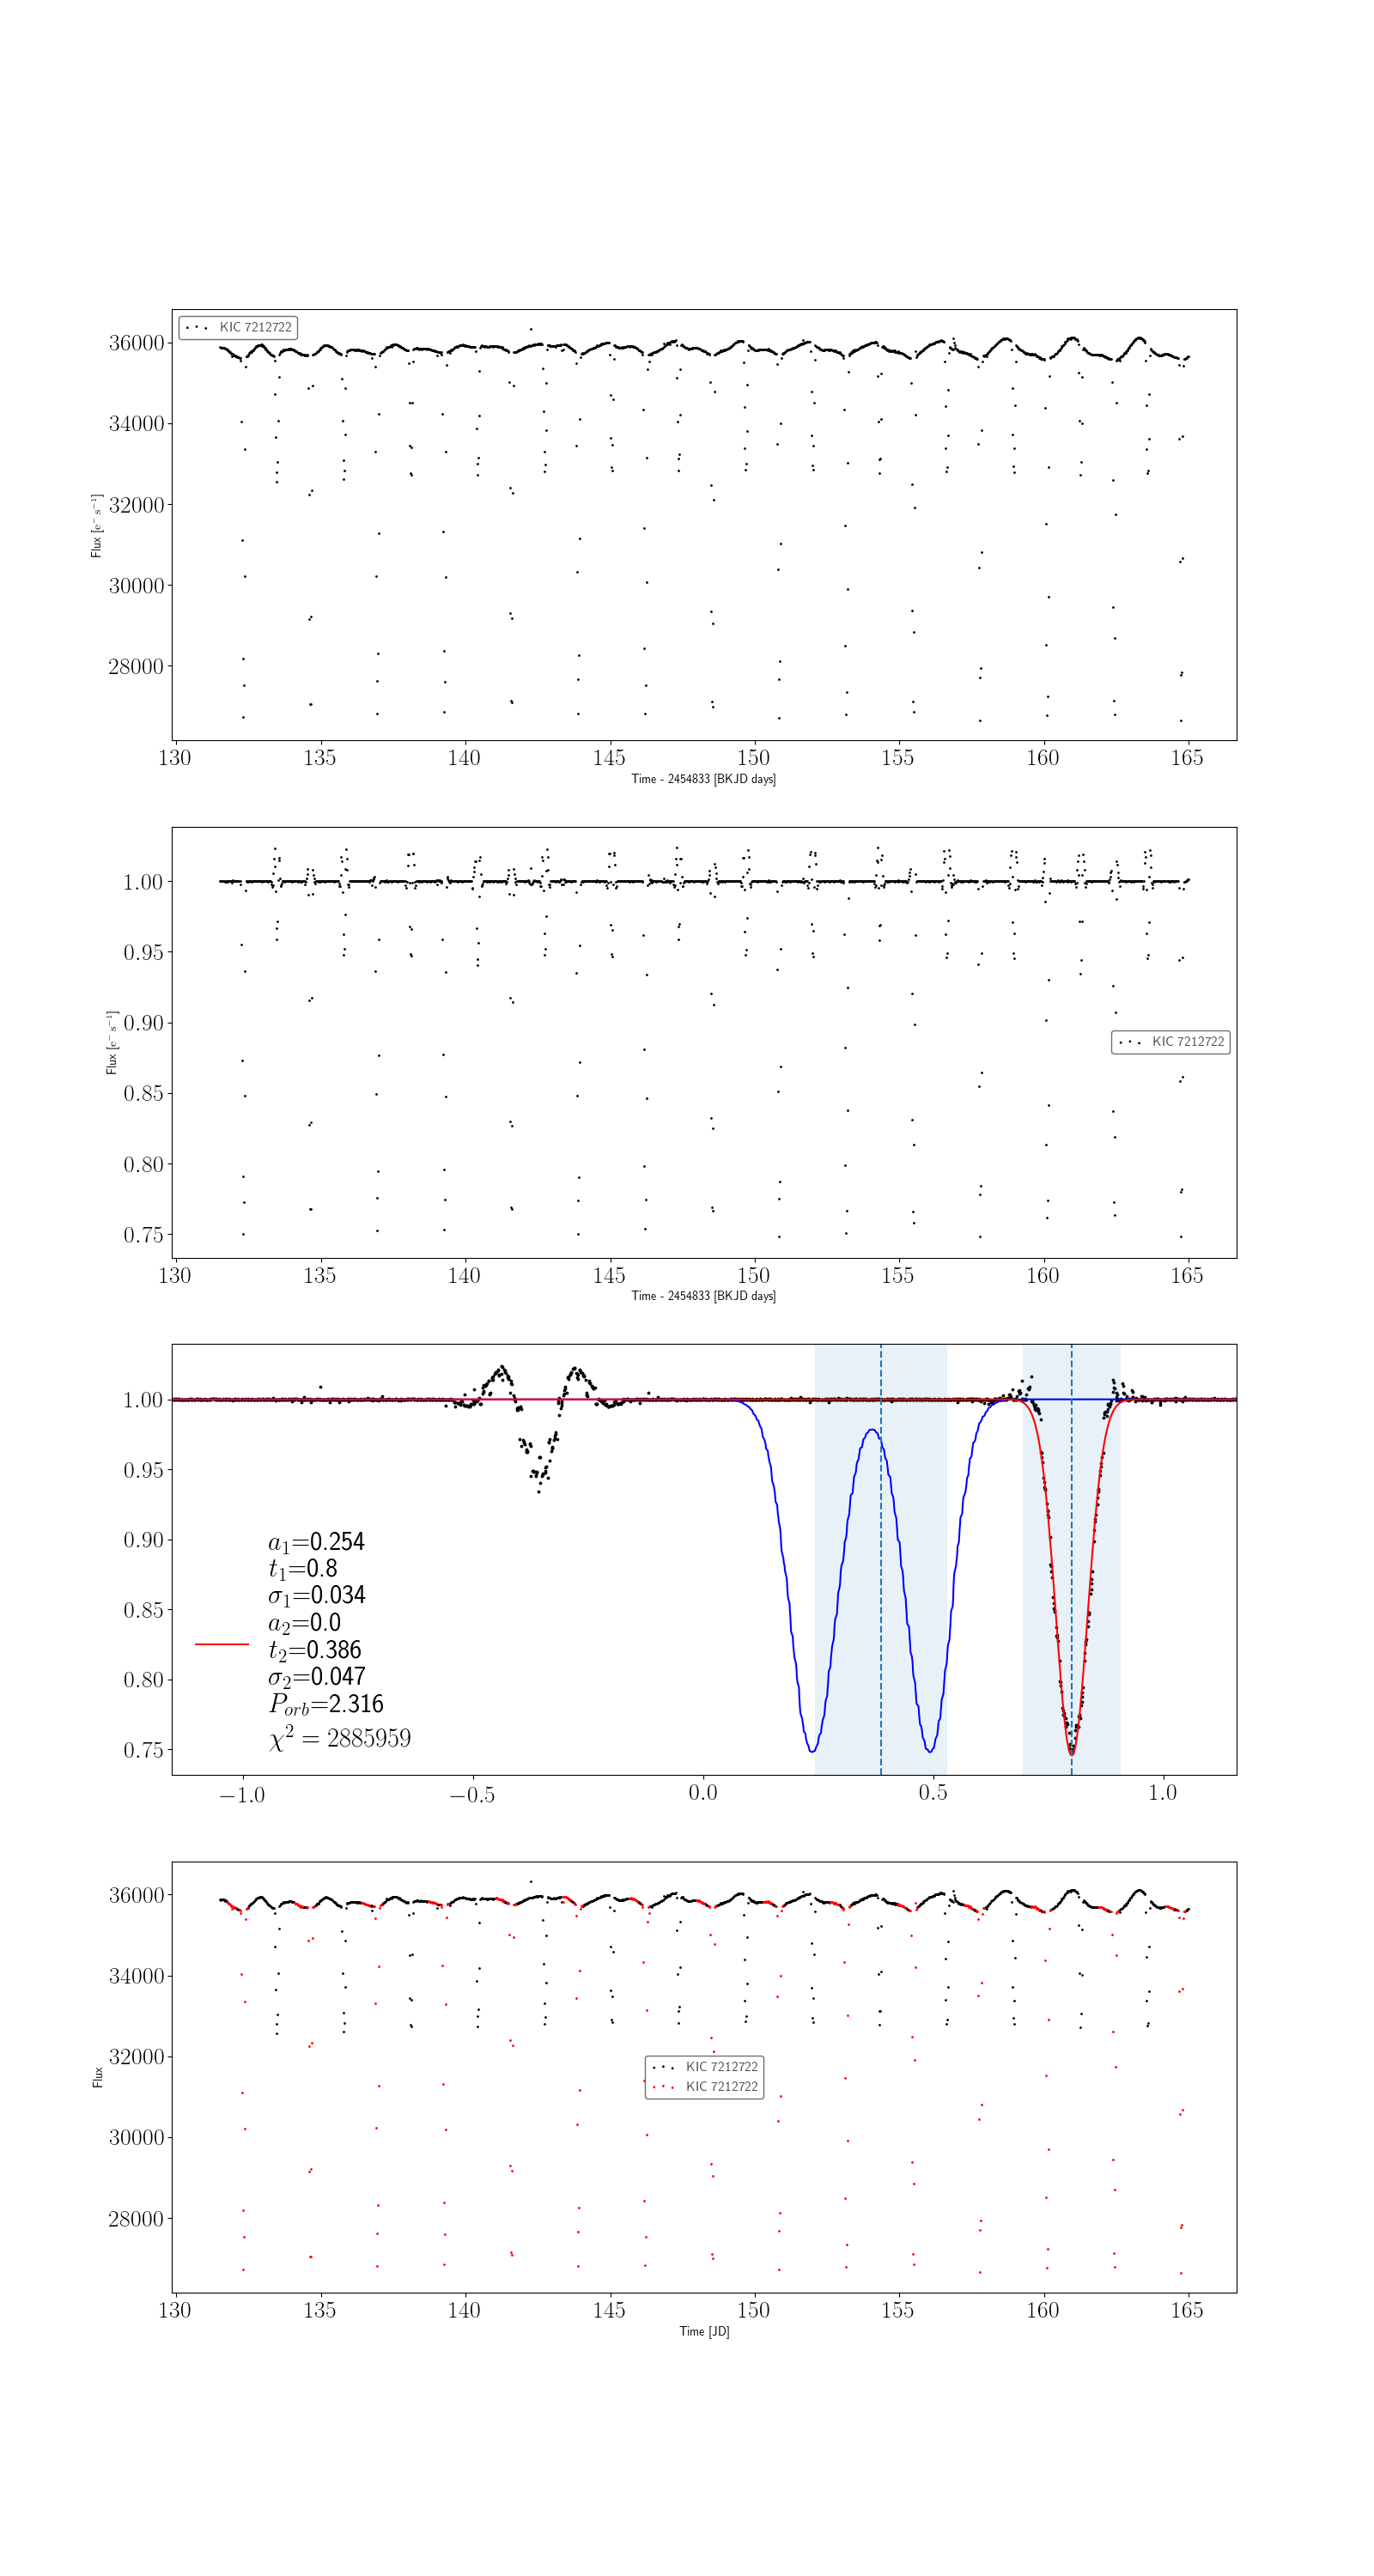 KIC 7212722
36000
34000
32000
30000
28000
Flux [e⁻ s⁻¹]
130 135 140 145 150 155 160 165
Time - 2454833 [BKJD days]
1.00
0.95
0.90
0.85
0.80
0.75
Flux [e⁻ s⁻¹]
KIC 7212722
130 135 140 145 150 155 160 165
Time - 2454833 [BKJD days]
1.00
0.95
0.90
0.85
0.80
0.75
a₁=0.254
t₁=0.8
σ₁=0.034
a₂=0.0
t₂=0.386
σ₂=0.047
P_orb=2.316
χ² = 2885959
−1.0 −0.5 0.0 0.5 1.0
36000
34000
32000
30000
28000
Flux
KIC 7212722
KIC 7212722
130 135 140 145 150 155 160 165
Time [JD]